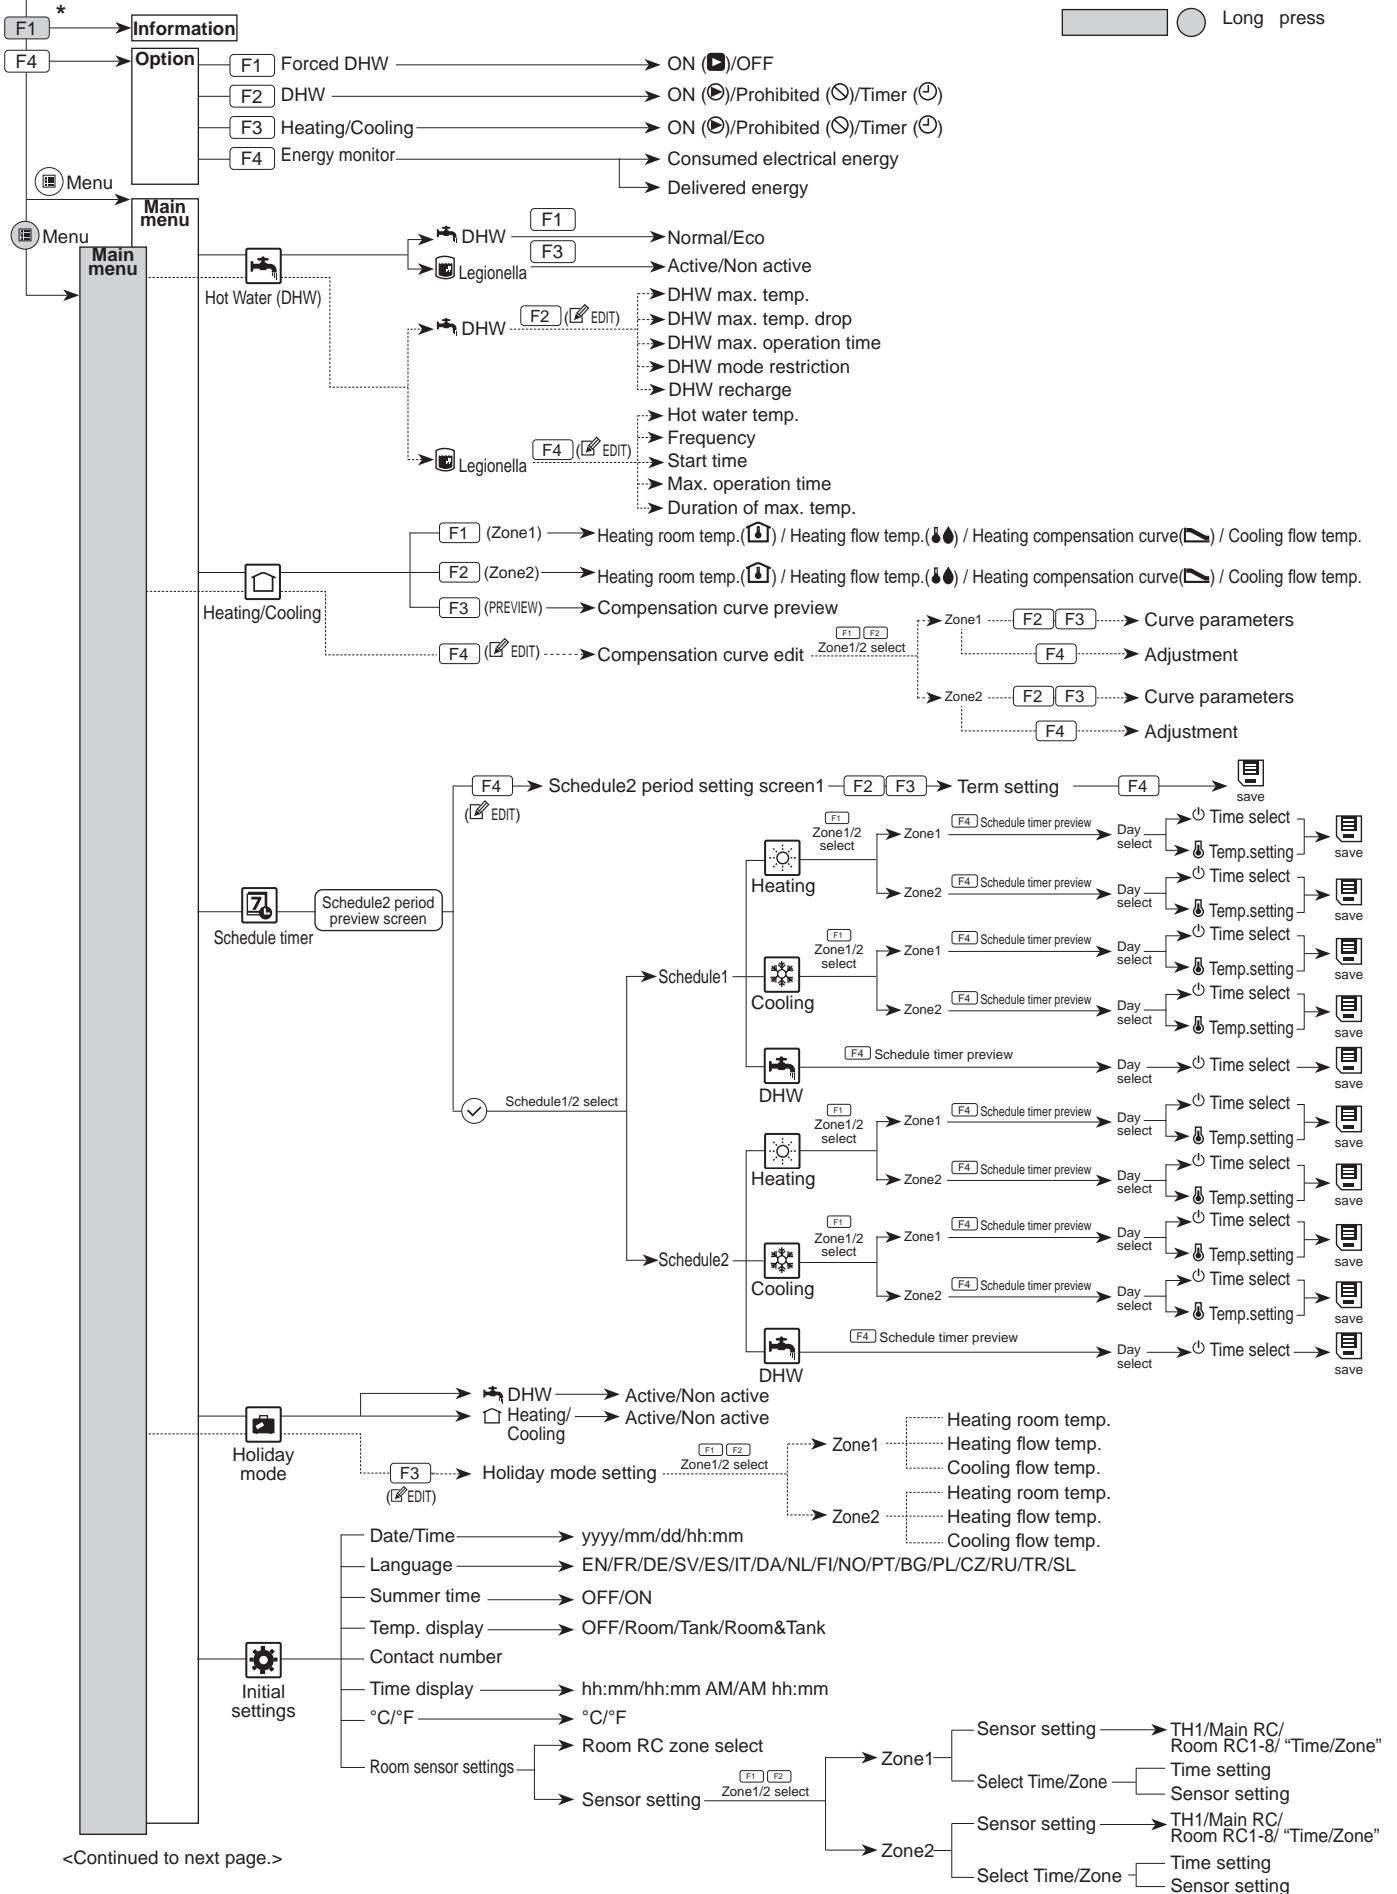 *
F1 Information
Long press
F4 Option
F1 Forced DHW ON ()/OFF
F2 DHW ON ()/Prohibited ()/Timer ()
F3 Heating/Cooling ON ()/Prohibited ()/Timer ()
F4 Energy monitor Consumed electrical energy
Delivered energy
Menu
Main
menu
Menu
Main
menu
Hot Water (DHW)
DHW F1 Normal/Eco
Legionella F3 Active/Non active
DHW F2 (EDIT)
DHW max. temp.
DHW max. temp. drop
DHW max. operation time
DHW mode restriction
DHW recharge
Legionella F4 (EDIT)
Hot water temp.
Frequency
Start time
Max. operation time
Duration of max. temp.
Heating/Cooling
F1 (Zone1) Heating room temp.() / Heating flow temp.() / Heating compensation curve() / Cooling flow temp.
F2 (Zone2) Heating room temp.() / Heating flow temp.() / Heating compensation curve() / Cooling flow temp.
F3 (PREVIEW) Compensation curve preview
F4 (EDIT) Compensation curve edit
F1 F2
Zone1/2 select
Zone1 F2 F3 Curve parameters
F4 Adjustment
Zone2 F2 F3 Curve parameters
F4 Adjustment
7
Schedule timer
Schedule2 period
preview screen
F4 Schedule2 period setting screen1 F2 F3 Term setting F4 save
(EDIT)
Schedule1/2 select
Schedule1
Heating
F1
Zone1/2
select
Zone1 F4 Schedule timer preview Day
select
Time select
Temp.setting
save
Zone2 F4 Schedule timer preview Day
select
Time select
Temp.setting
save
Cooling
F1
Zone1/2
select
Zone1 F4 Schedule timer preview Day
select
Time select
Temp.setting
save
Zone2 F4 Schedule timer preview Day
select
Time select
Temp.setting
save
DHW
F4 Schedule timer preview Day
select
Time select
save
Schedule2
Heating
F1
Zone1/2
select
Zone1 F4 Schedule timer preview Day
select
Time select
Temp.setting
save
Zone2 F4 Schedule timer preview Day
select
Time select
Temp.setting
save
Cooling
F1
Zone1/2
select
Zone1 F4 Schedule timer preview Day
select
Time select
Temp.setting
save
Zone2 F4 Schedule timer preview Day
select
Time select
Temp.setting
save
DHW
F4 Schedule timer preview Day
select
Time select
save
Holiday
mode
DHW Active/Non active
Heating/ Active/Non active
Cooling
F3 Holiday mode setting
(EDIT)
F1 F2
Zone1/2 select
Zone1
Heating room temp.
Heating flow temp.
Cooling flow temp.
Zone2
Heating room temp.
Heating flow temp.
Cooling flow temp.
Initial
settings
Date/Time yyyy/mm/dd/hh:mm
Language EN/FR/DE/SV/ES/IT/DA/NL/FI/NO/PT/BG/PL/CZ/RU/TR/SL
Summer time OFF/ON
Temp. display OFF/Room/Tank/Room&Tank
Contact number
Time display hh:mm/hh:mm AM/AM hh:mm
°C/°F °C/°F
Room sensor settings
Room RC zone select
Sensor setting
F1 F2
Zone1/2 select
Zone1
Sensor setting TH1/Main RC/
Room RC1-8/ “Time/Zone”
Select Time/Zone Time setting
Sensor setting
Zone2
Sensor setting TH1/Main RC/
Room RC1-8/ “Time/Zone”
Select Time/Zone Time setting
Sensor setting
<Continued to next page.>